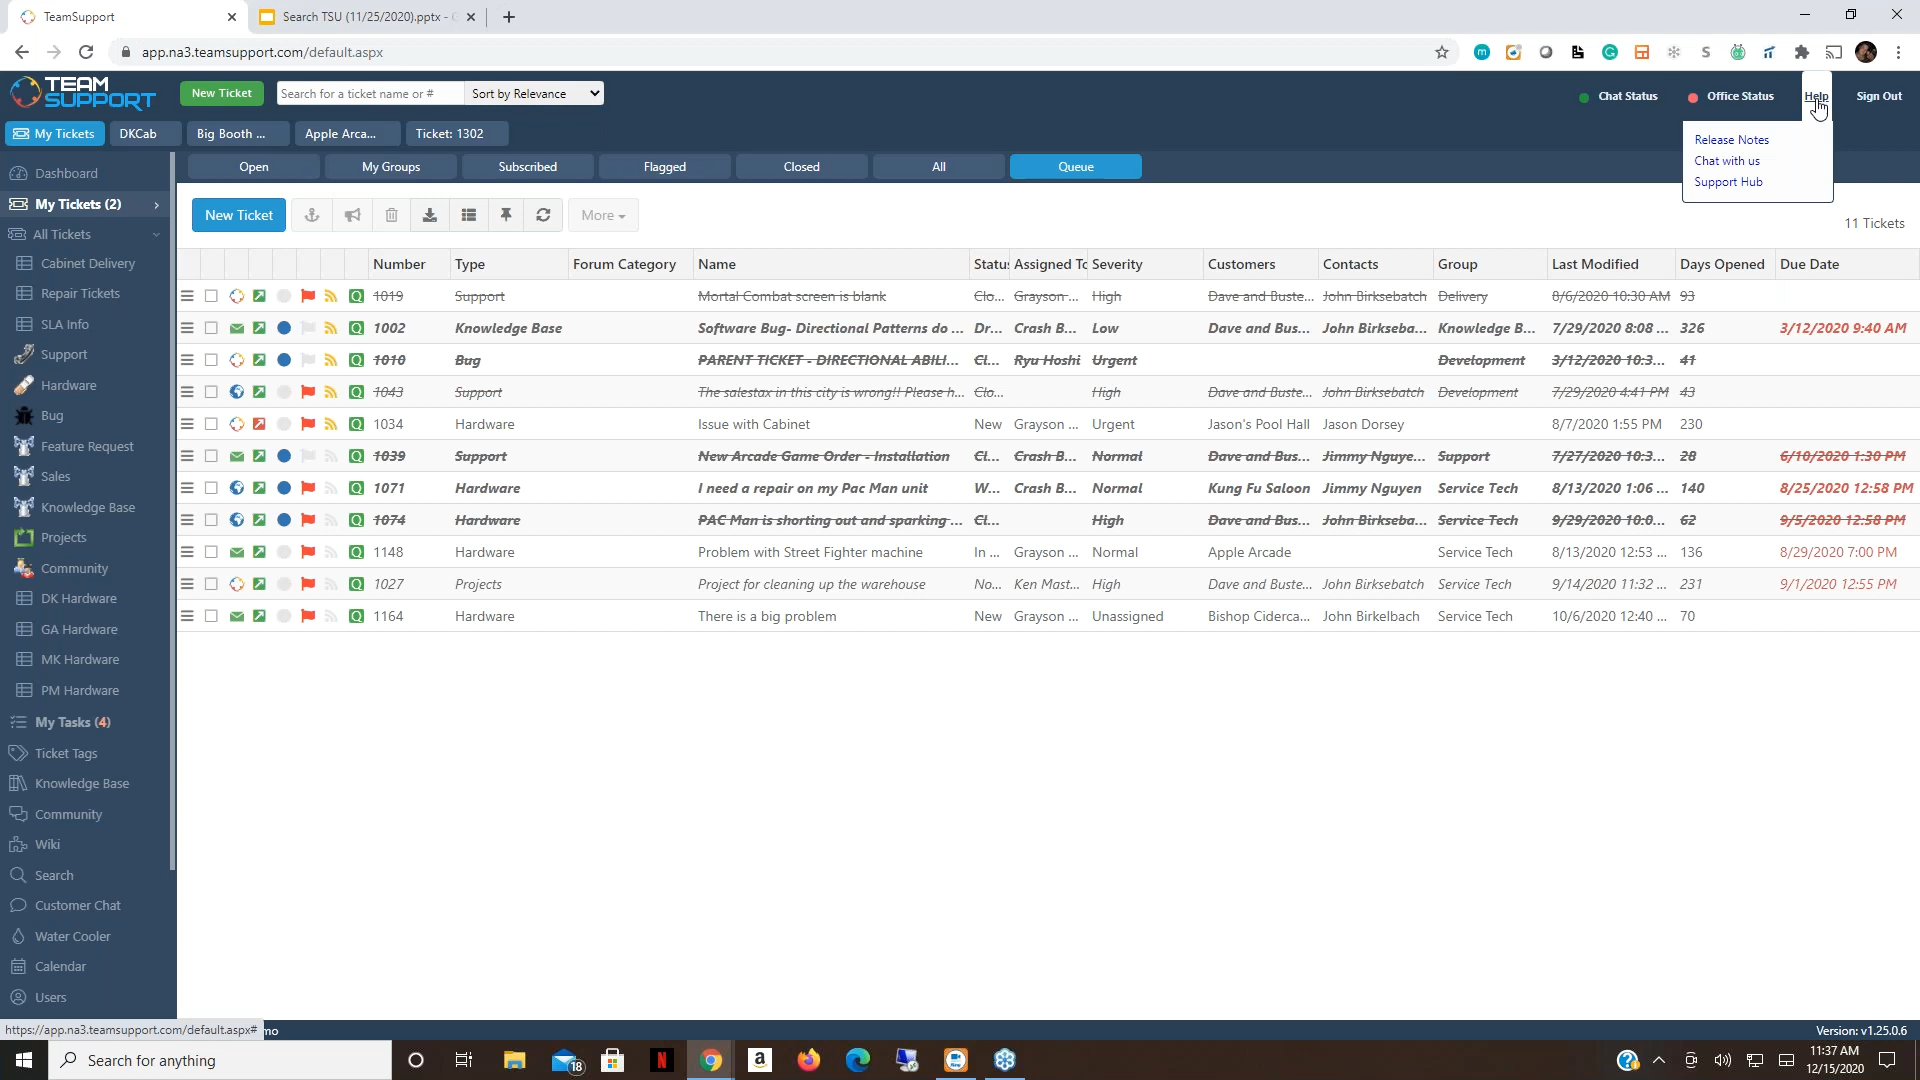 TeamSupport
Search TSU (11/25/2020).pptx -
app.na3.teamsupport.com/default.aspx
TEAM SUPPORT
New Ticket
Search for a ticket name or #
Sort by Relevance
Chat Status
Office Status
Help
Sign Out
Release Notes
Chat with us
Support Hub
My Tickets
DKCab
Big Booth ...
Apple Arca...
Ticket: 1302
Open
My Groups
Subscribed
Flagged
Closed
All
Queue
Dashboard
My Tickets (2)
All Tickets
Cabinet Delivery
Repair Tickets
SLA Info
Support
Hardware
Bug
Feature Request
Sales
Knowledge Base
Projects
Community
DK Hardware
GA Hardware
MK Hardware
PM Hardware
My Tasks (4)
Ticket Tags
Knowledge Base
Community
Wiki
Search
Customer Chat
Water Cooler
Calendar
Users
New Ticket
More
11 Tickets
Number Type Forum Category Name Status Assigned To Severity Customers Contacts Group Last Modified Days Opened Due Date
1019 Support Mortal Combat screen is blank Clo... Grayson ... High Dave and Buste... John Birksebatch Delivery 8/6/2020 10:30 AM 93
1002 Knowledge Base Software Bug- Directional Patterns do ... Dr... Crash B... Low Dave and Bus... John Birkseba... Knowledge B... 7/29/2020 8:08 ... 326 3/12/2020 9:40 AM
1010 Bug PARENT TICKET - DIRECTIONAL ABILI... Cl... Ryu Hoshi Urgent Development 3/12/2020 10:3... 41
1043 Support The salestax in this city is wrong!! Please h... Clo... High Dave and Buste... John Birksebatch Development 7/29/2020 4:41 PM 43
1034 Hardware Issue with Cabinet New Grayson ... Urgent Jason's Pool Hall Jason Dorsey 8/7/2020 1:55 PM 230
1039 Support New Arcade Game Order - Installation Cl... Crash B... Normal Dave and Bus... Jimmy Nguye... Support 7/27/2020 10:3... 28 6/10/2020 1:30 PM
1071 Hardware I need a repair on my Pac Man unit W... Crash B... Normal Kung Fu Saloon Jimmy Nguyen Service Tech 8/13/2020 1:06 ... 140 8/25/2020 12:58 PM
1074 Hardware PAC Man is shorting out and sparking ... Cl... High Dave and Bus... John Birkseba... Service Tech 9/29/2020 10:0... 62 9/5/2020 12:58 PM
1148 Hardware Problem with Street Fighter machine In ... Grayson ... Normal Apple Arcade Service Tech 8/13/2020 12:53 ... 136 8/29/2020 7:00 PM
1027 Projects Project for cleaning up the warehouse No... Ken Mast... High Dave and Buste... John Birksebatch Service Tech 9/14/2020 11:32 ... 231 9/1/2020 12:55 PM
1164 Hardware There is a big problem New Grayson ... Unassigned Bishop Ciderca... John Birkelbach Service Tech 10/6/2020 12:40 ... 70
https://app.na3.teamsupport.com/default.aspx#
mo
Version: v1.25.0.6
Search for anything
18
11:37 AM
12/15/2020